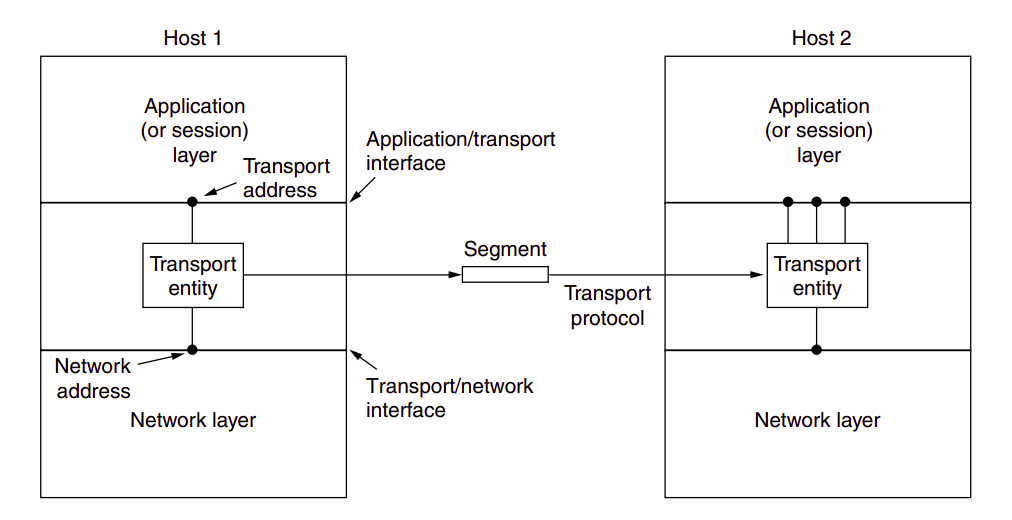 Host 1
Host 2
Application
(or session)
layer
Transport
address
Application/transport
interface
Application
(or session)
layer
Transport
entity
Segment
Transport
protocol
Transport
entity
Network
address
Transport/network
interface
Network layer
Network layer